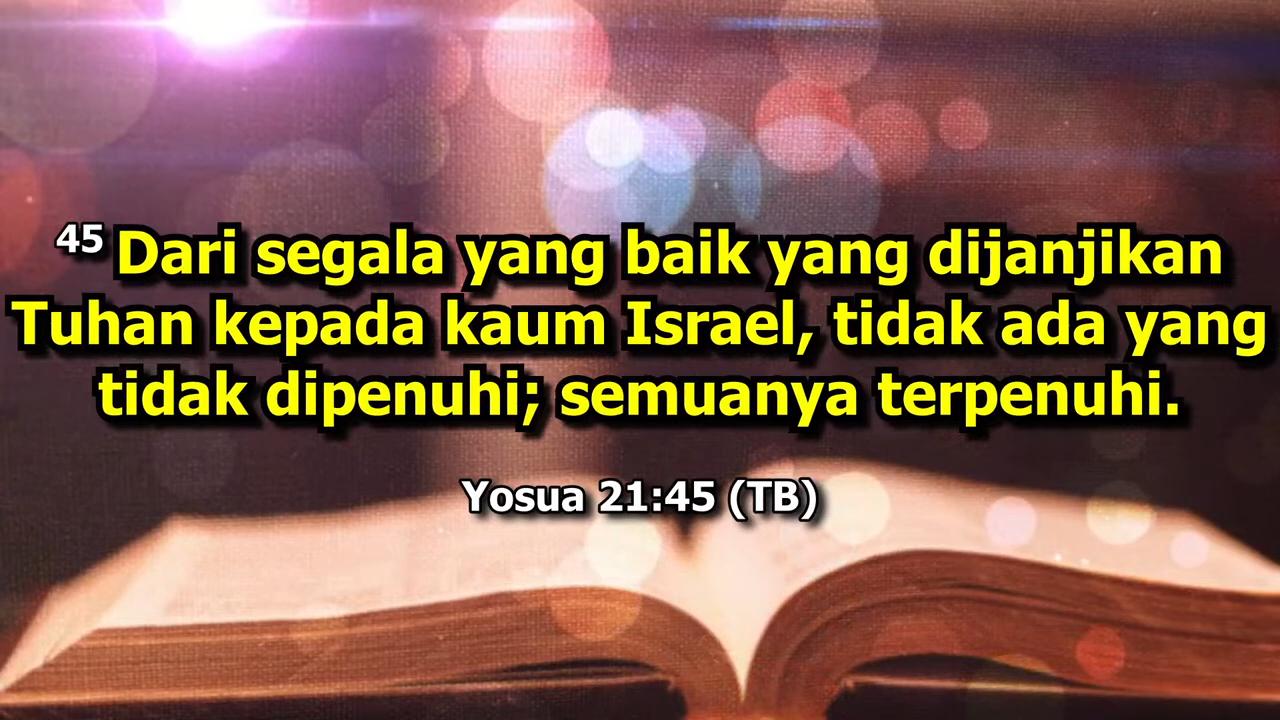 45 Dari segala yang baik yang dijanjikan
Tuhan kepada kaum Israel, tidak ada yang
tidak dipenuhi; semuanya terpenuhi.
Yosua 21:45 (TB)